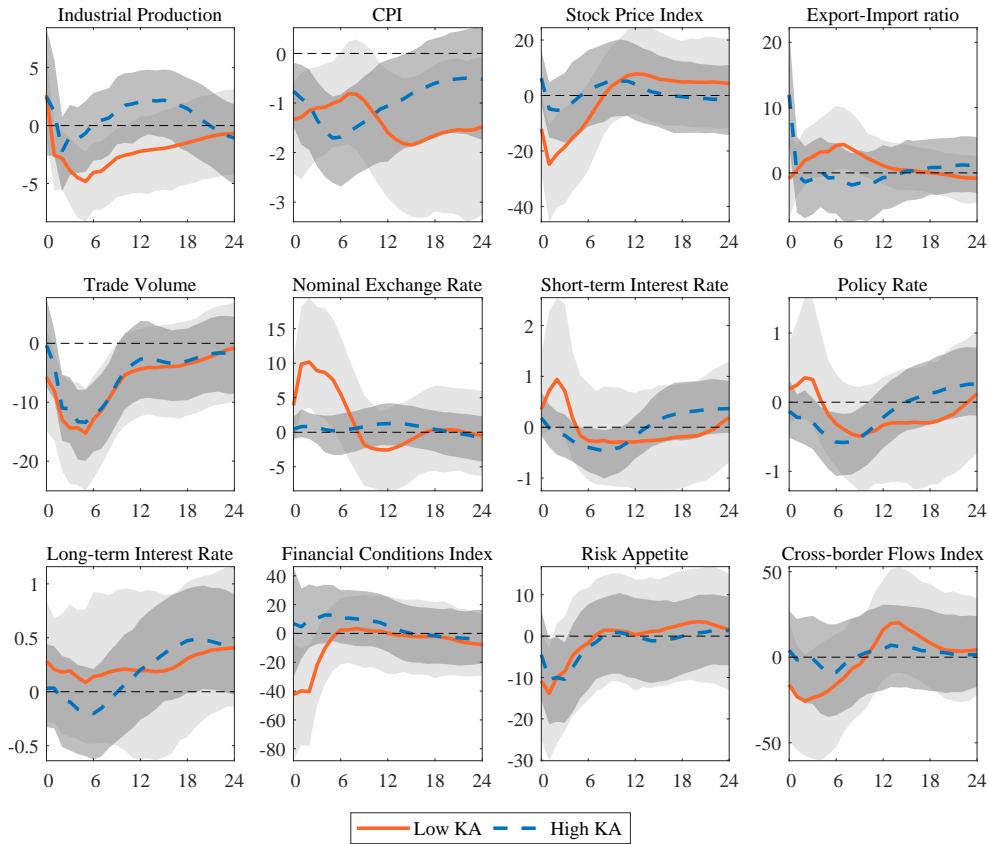 Industrial Production
CPI
Stock Price Index
Export-Import ratio
5
0
-5
0 6 12 18 24
0
-1
-2
-3
0 6 12 18 24
20
0
-20
-40
0 6 12 18 24
20
10
0
0 6 12 18 24
Trade Volume
Nominal Exchange Rate
Short-term Interest Rate
Policy Rate
0
-10
-20
0 6 12 18 24
15
10
5
0
-5
0 6 12 18 24
2
1
0
-1
0 6 12 18 24
1
0
-1
0 6 12 18 24
Long-term Interest Rate
Financial Conditions Index
Risk Appetite
Cross-border Flows Index
1
0.5
0
-0.5
0 6 12 18 24
40
20
0
-20
-40
-60
-80
0 6 12 18 24
10
0
-10
-20
-30
0 6 12 18 24
50
0
-50
0 6 12 18 24
Low KA
High KA